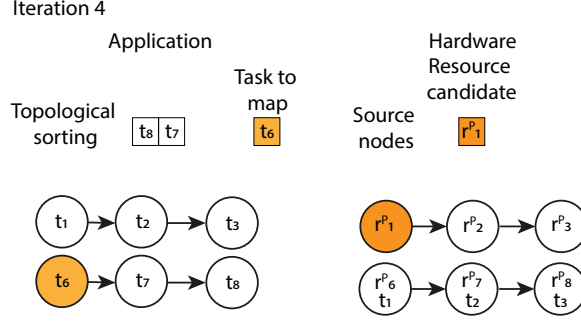 Iteration 4
Application
Hardware
Resource
candidate
Task to
map
Topological
sorting
t8 t7
t6
Source
nodes
rP1
t1 t2 t3
rP1 rP2 rP3
t6 t7 t8
rP6 rP7 rP8
t1 t2 t3